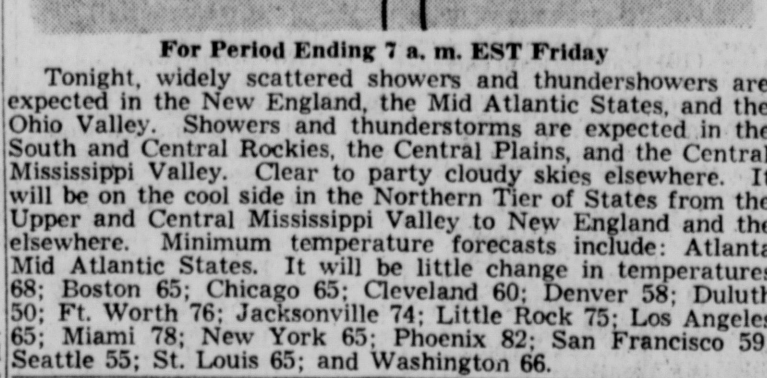 For Period Ending 7 a. m. EST Friday
Tonight, widely scattered showers and thundershowers are
expected in the New England, the Mid Atlantic States, and the
Ohio Valley. Showers and thunderstorms are expected in the
South and Central Rockies, the Central Plains, and the Central
Mississippi Valley. Clear to party cloudy skies elsewhere. It
will be on the cool side in the Northern Tier of States from the
Upper and Central Mississippi Valley to New England and the
elsewhere. Minimum temperature forecasts include: Atlanta
Mid Atlantic States. It will be little change in temperatures
68; Boston 65; Chicago 65; Cleveland 60; Denver 58; Duluth
50; Ft. Worth 76; Jacksonville 74; Little Rock 75; Los Angeles
65; Miami 78; New York 65; Phoenix 82; San Francisco 59
Seattle 55; St. Louis 65; and Washington 66.